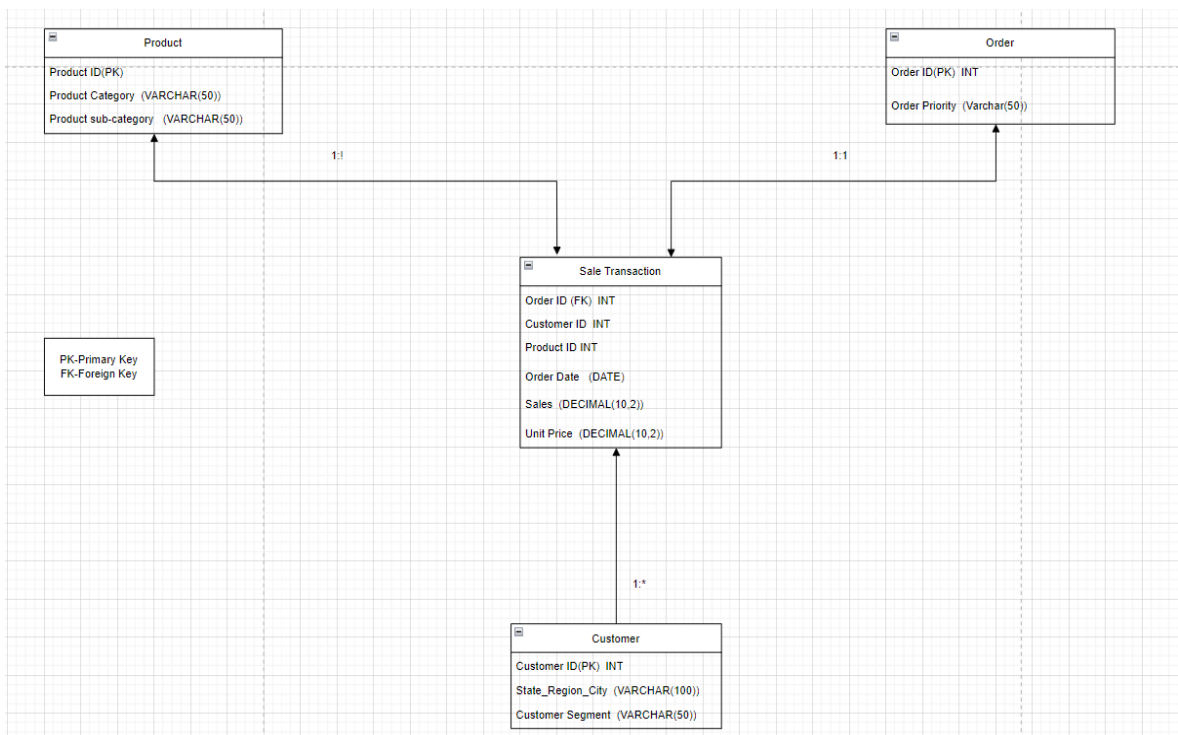 Product
Product ID(PK)
Product Category (VARCHAR(50))
Product sub-category (VARCHAR(50))
Order
Order ID(PK) INT
Order Priority (Varchar(50))
1:!
1:1
Sale Transaction
Order ID (FK) INT
Customer ID INT
Product ID INT
Order Date (DATE)
Sales (DECIMAL(10,2))
Unit Price (DECIMAL(10,2))
PK-Primary Key
FK-Foreign Key
1:*
Customer
Customer ID(PK) INT
State_Region_City (VARCHAR(100))
Customer Segment (VARCHAR(50))